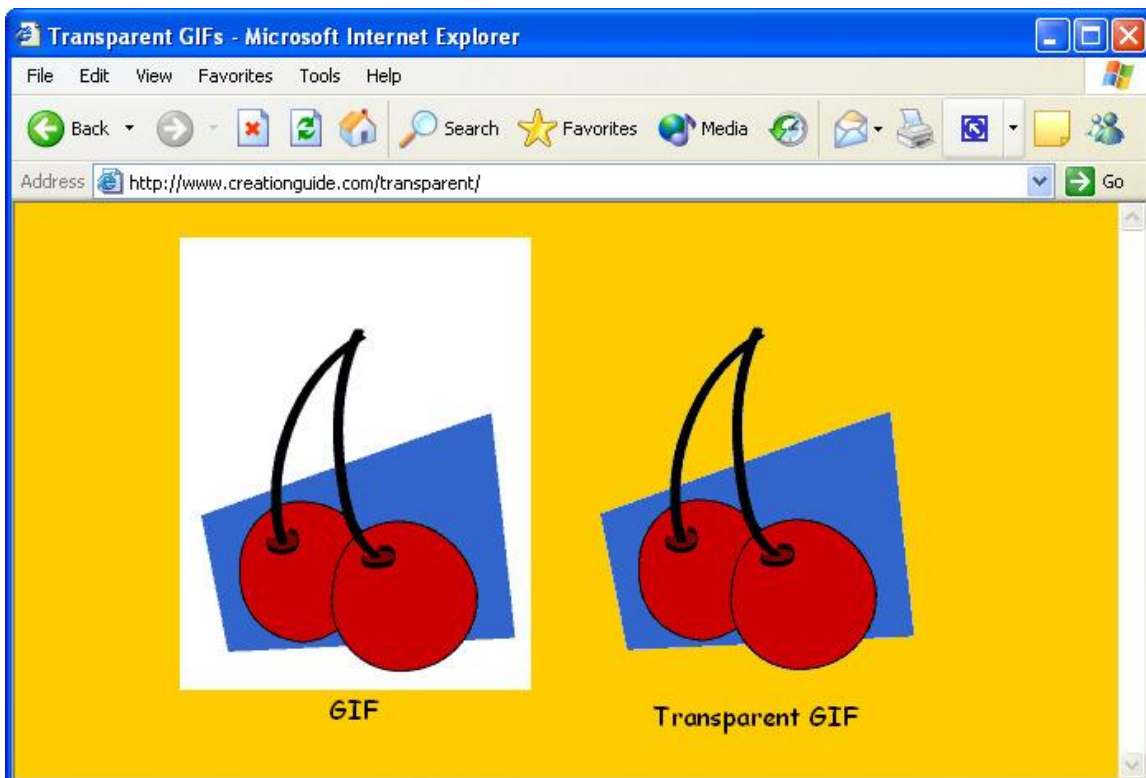 Transparent GIFs - Microsoft Internet Explorer
File Edit View Favorites Tools Help
Back Search Favorites Media
Address http://www.creationguide.com/transparent/ Go
GIF
Transparent GIF